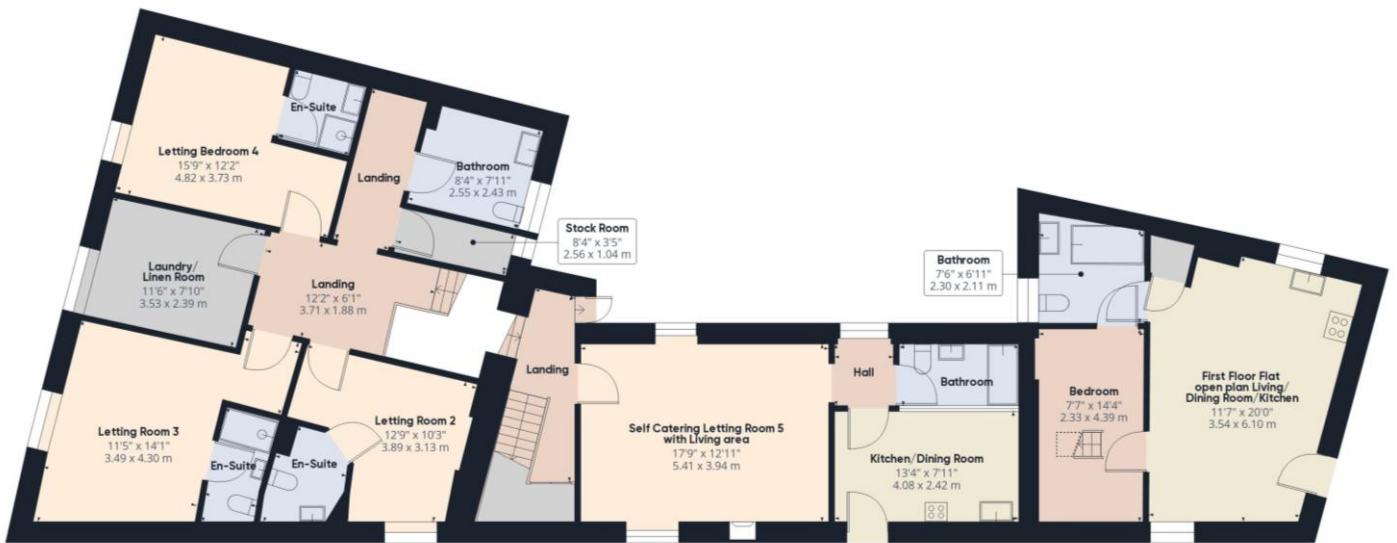 En-Suite
Letting Bedroom 4
15'9" x 12'2"
4.82 x 3.73 m
Landing
Bathroom
8'4" x 7'11"
2.55 x 2.43 m
Stock Room
8'4" x 3'5"
2.56 x 1.04 m
Laundry/
Linen Room
11'6" x 7'10"
3.53 x 2.39 m
Landing
12'2" x 6'1"
3.71 x 1.88 m
Letting Room 3
11'5" x 14'1"
3.49 x 4.30 m
En-Suite
En-Suite
Letting Room 2
12'9" x 10'3"
3.89 x 3.13 m
Landing
Self Catering Letting Room 5
with Living area
17'9" x 12'11"
5.41 x 3.94 m
Hall
Bathroom
Kitchen/Dining Room
13'4" x 7'11"
4.08 x 2.42 m
Bathroom
7'6" x 6'11"
2.30 x 2.11 m
Bedroom
7'7" x 14'4"
2.33 x 4.39 m
First Floor Flat
open plan Living/
Dining Room/Kitchen
11'7" x 20'0"
3.54 x 6.10 m